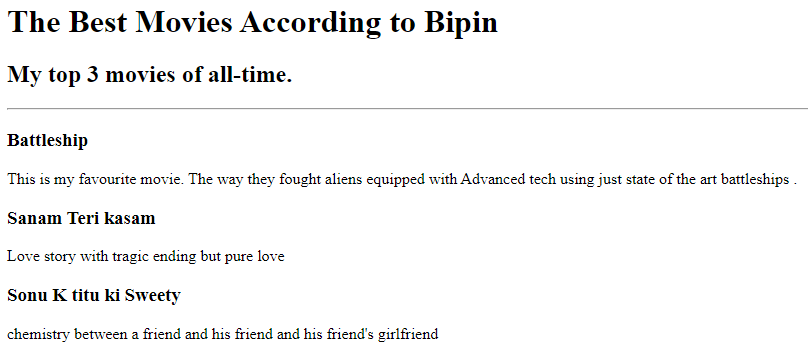 The Best Movies According to Bipin
My top 3 movies of all-time.
Battleship
This is my favourite movie. The way they fought aliens equipped with Advanced tech using just state of the art battleships .
Sanam Teri kasam
Love story with tragic ending but pure love
Sonu K titu ki Sweety
chemistry between a friend and his friend and his friend's girlfriend